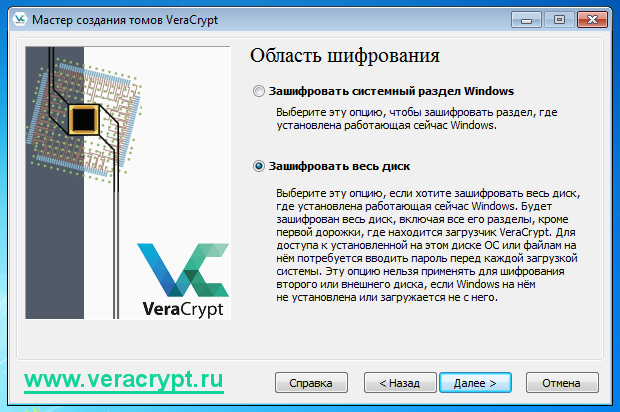 Мастер создания томов VeraCrypt
Область шифрования
Зашифровать системный раздел Windows
Выберите эту опцию, чтобы зашифровать раздел, где
установлена работающая сейчас Windows.
Зашифровать весь диск
Выберите эту опцию, если хотите зашифровать весь диск,
где установлена работающая сейчас Windows. Будет
зашифрован весь диск, включая все его разделы, кроме
первой дорожки, где находится загрузчик VeraCrypt. Для
доступа к установленной на этом диске ОС или файлам на
нём потребуется вводить пароль перед каждой загрузкой
системы. Эту опцию нельзя применять для шифрования
второго или внешнего диска, если Windows на нём
не установлена или загружается не с него.
VeraCrypt
www.veracrypt.ru
Справка
< Назад
Далее >
Отмена